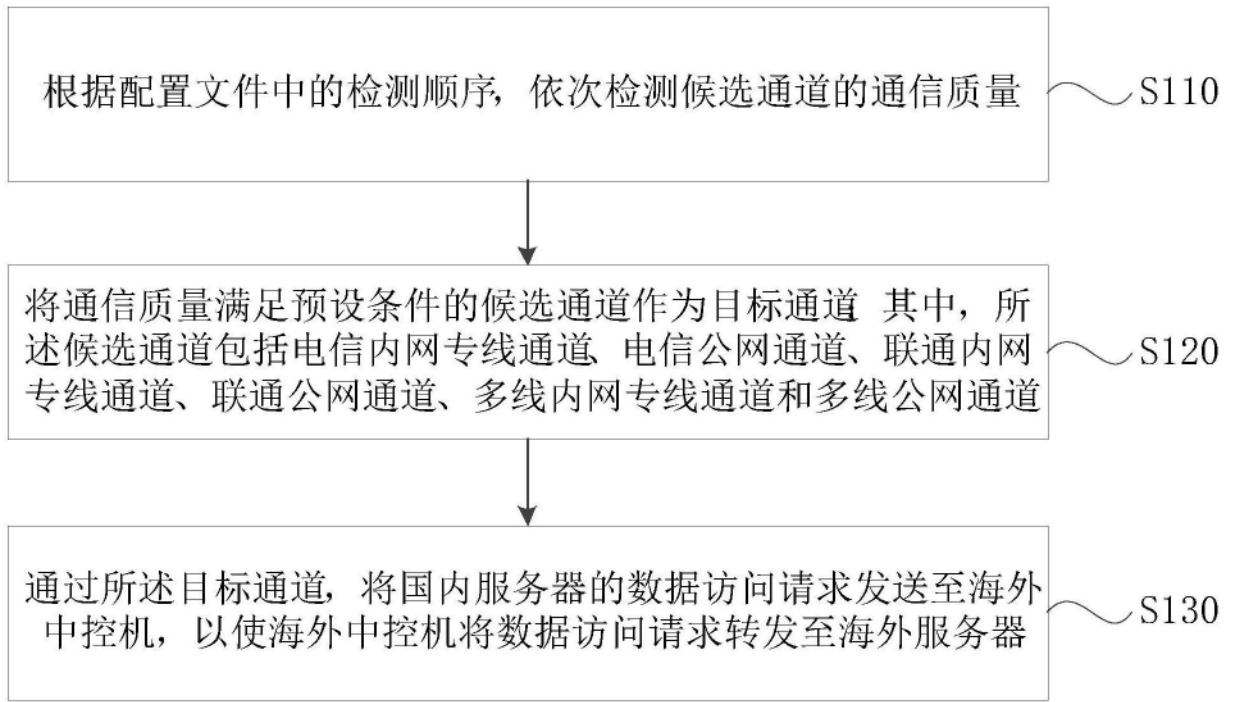 根据配置文件中的检测顺序，依次检测候选通道的通信质量
S110
将通信质量满足预设条件的候选通道作为目标通道；其中，所
述候选通道包括电信内网专线通道、电信公网通道、联通内网
专线通道、联通公网通道、多线内网专线通道和多线公网通道
S120
通过所述目标通道，将国内服务器的数据访问请求发送至海外
中控机，以使海外中控机将数据访问请求转发至海外服务器
S130